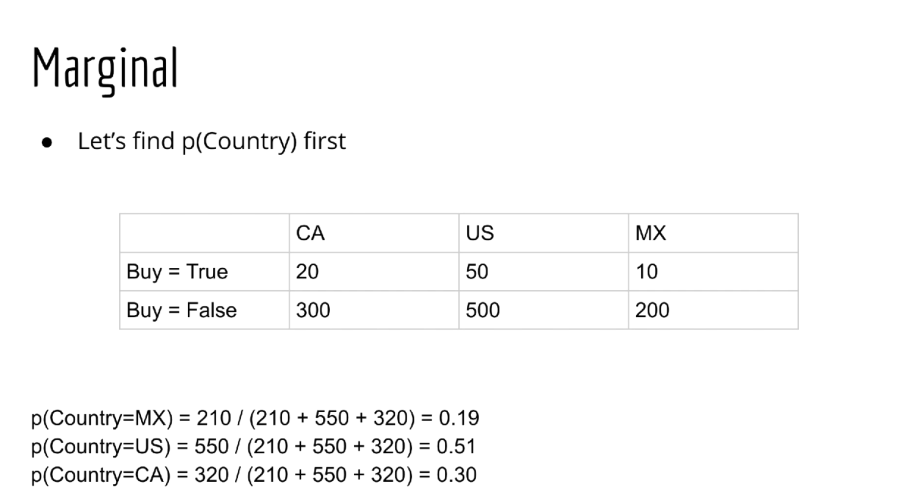 Marginal
● Let's find p(Country) first
CA US MX
Buy = True 20 50 10
Buy = False 300 500 200
p(Country=MX) = 210 / (210 + 550 + 320) = 0.19
p(Country=US) = 550 / (210 + 550 + 320) = 0.51
p(Country=CA) = 320 / (210 + 550 + 320) = 0.30